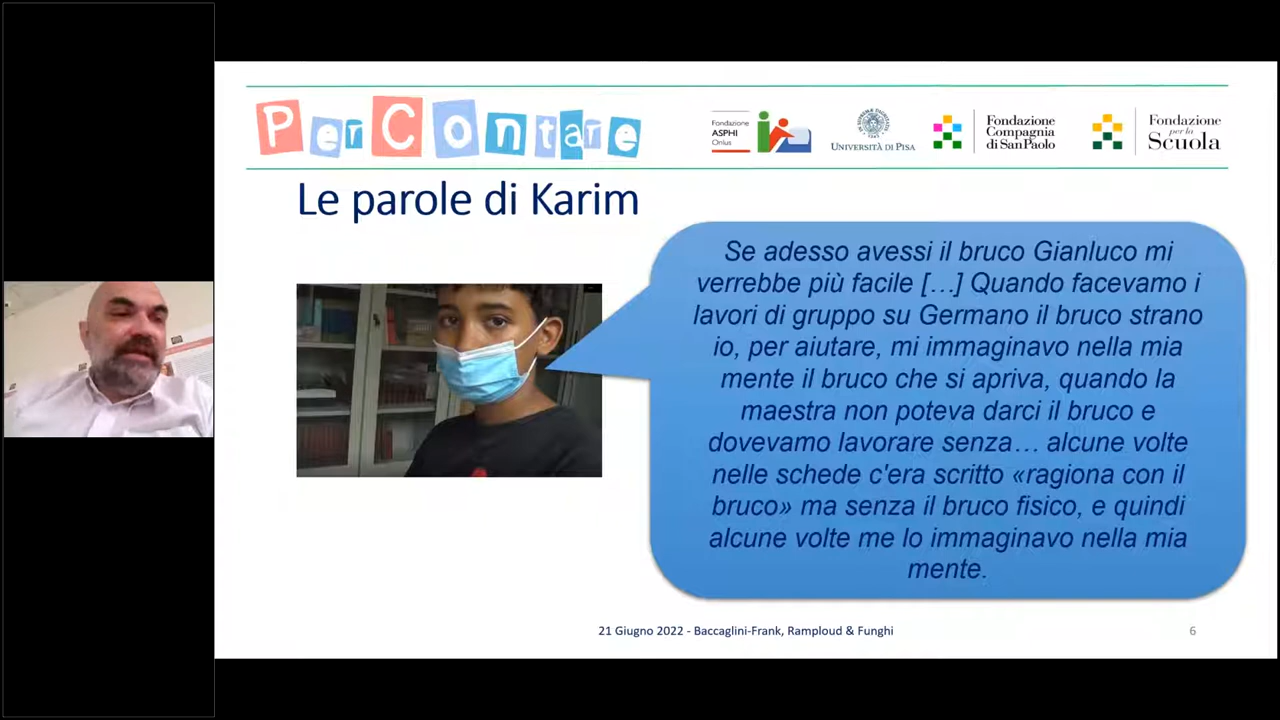 PerContare
Fondazione
ASPHI
Onlus
UNIVERSITÀ DI PISA
Fondazione
Compagnia
di SanPaolo
Fondazione
per la
Scuola
Le parole di Karim
Se adesso avessi il bruco Gianluco mi
verrebbe più facile […] Quando facevamo i
lavori di gruppo su Germano il bruco strano
io, per aiutare, mi immaginavo nella mia
mente il bruco che si apriva, quando la
maestra non poteva darci il bruco e
dovevamo lavorare senza… alcune volte
nelle schede c'era scritto «ragiona con il
bruco» ma senza il bruco fisico, e quindi
alcune volte me lo immaginavo nella mia
mente.
21 Giugno 2022 - Baccaglini-Frank, Ramploud & Funghi
6